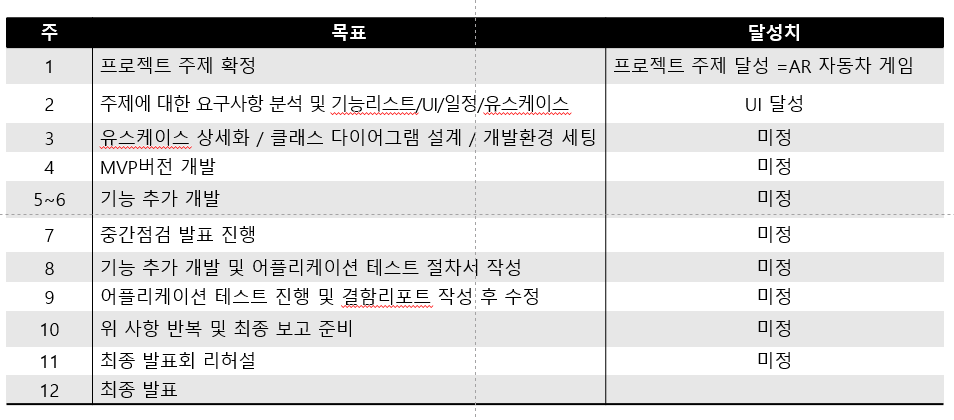 주 목표 달성치
1 프로젝트 주제 확정 프로젝트 주제 달성 =AR 자동차 게임
2 주제에 대한 요구사항 분석 및 기능리스트/UI/일정/유스케이스 UI 달성
3 유스케이스 상세화 / 클래스 다이어그램 설계 / 개발환경 세팅 미정
4 MVP버전 개발 미정
5~6 기능 추가 개발 미정
7 중간점검 발표 진행 미정
8 기능 추가 개발 및 어플리케이션 테스트 절차서 작성 미정
9 어플리케이션 테스트 진행 및 결함리포트 작성 후 수정 미정
10 위 사항 반복 및 최종 보고 준비 미정
11 최종 발표회 리허설 미정
12 최종 발표